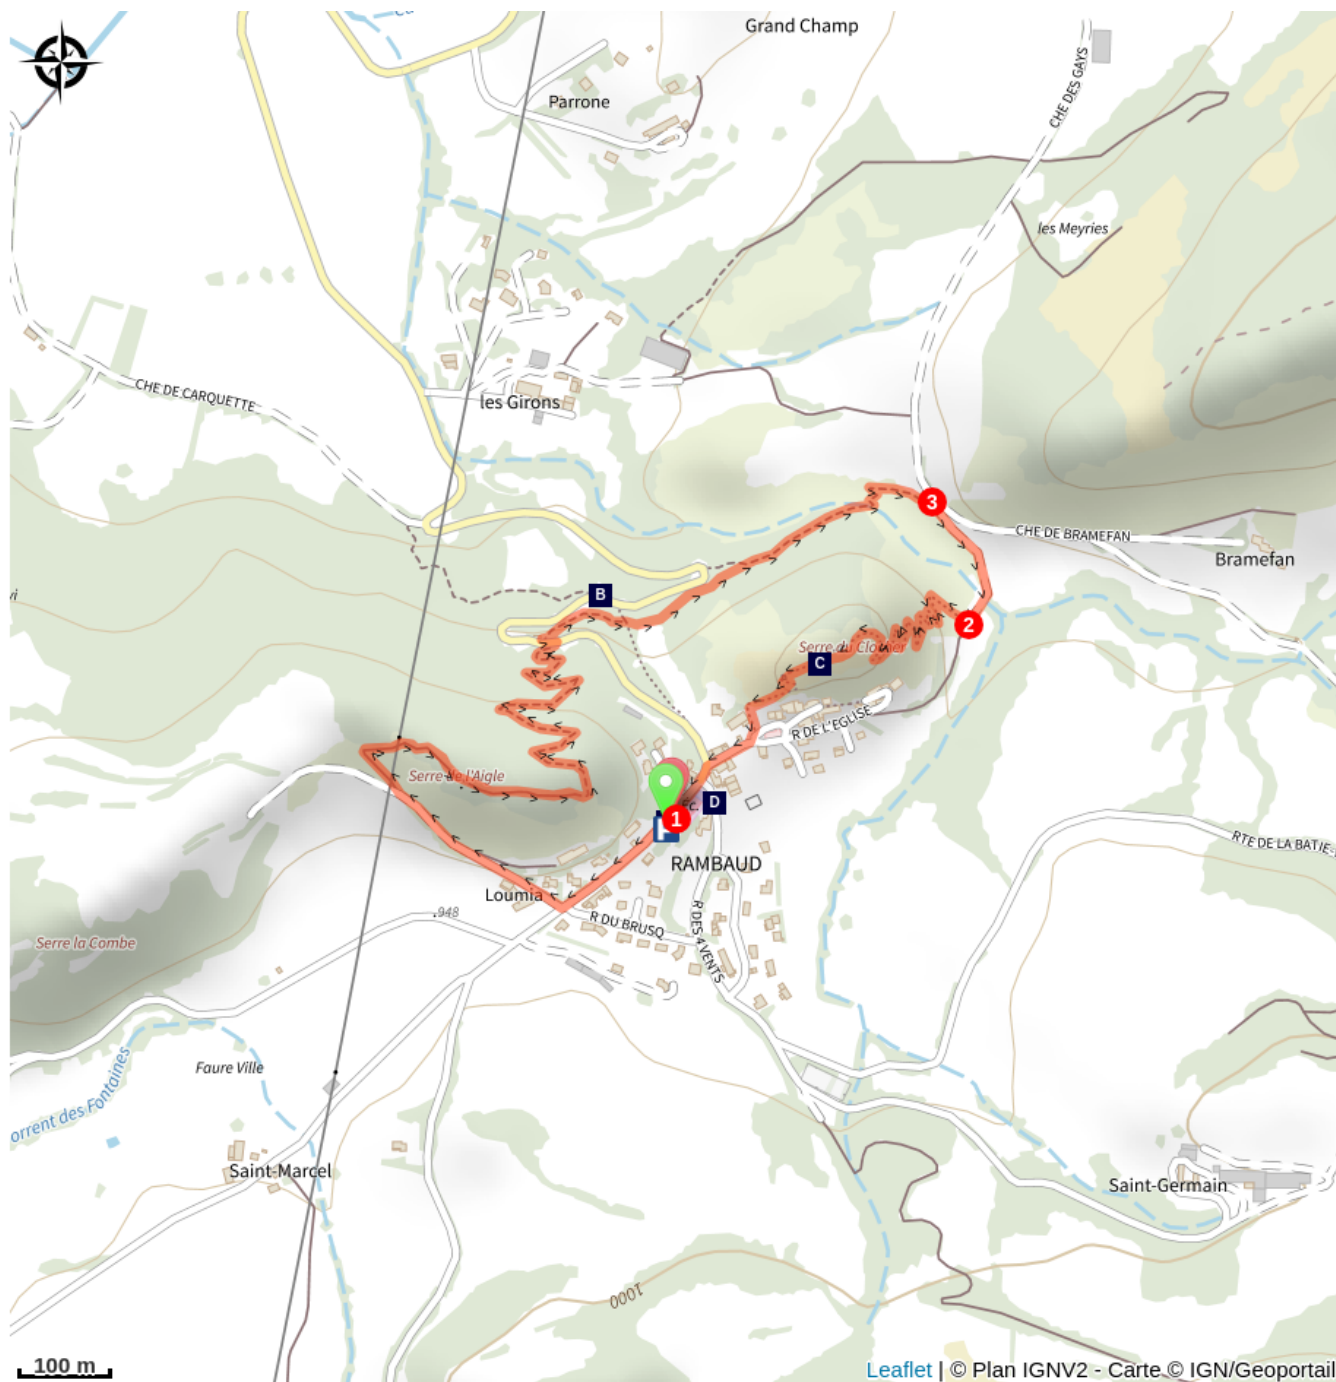 Grand Champ
Parrone
CHE DES GAYS
les Meyries
CHE DE CARQUETTE
les Girons
3
CHE DE BRAMEFAN
Bramefan
vi
B
2
Serre du Clotier
C
R DE L'EGLISE
Serre de l'Aigle
D
1
RAMBAUD
RTE DE LA BATIE-
Loumia
.948
R DU BRUSQ
R DES 4 VENTS
Serre la Combe
Faure Ville
orrent des Fontaines
Saint-Marcel
Saint-Germain
1000
100 m
Leaflet | © Plan IGNV2 - Carte © IGN/Geoportail